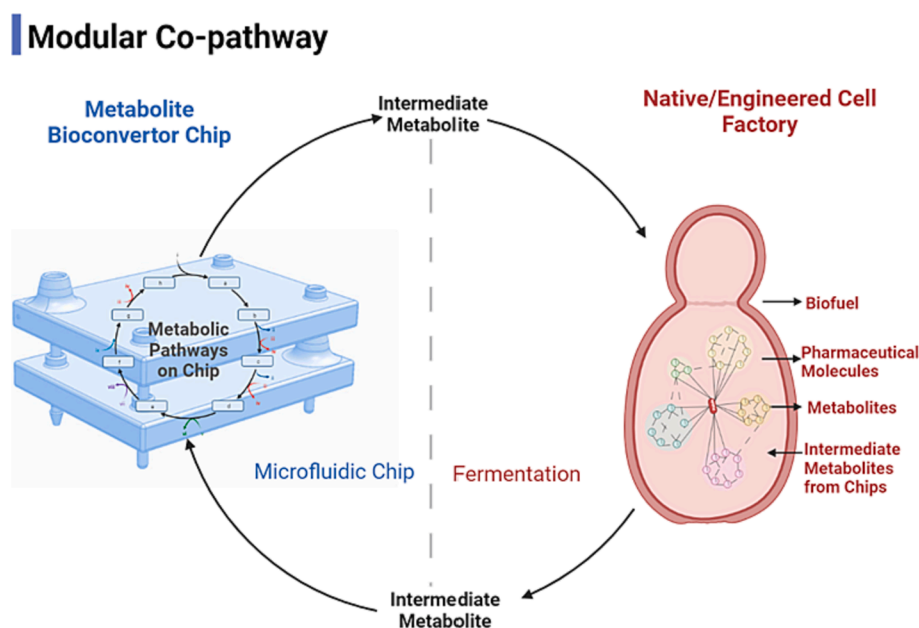 Modular Co-pathway
Metabolite
Bioconvertor Chip
Intermediate
Metabolite
Native/Engineered Cell
Factory
Metabolic
Pathways
on Chip
Biofuel
Pharmaceutical
Molecules
Metabolites
Intermediate
Metabolites
from Chips
Microfluidic Chip
Fermentation
Intermediate
Metabolite